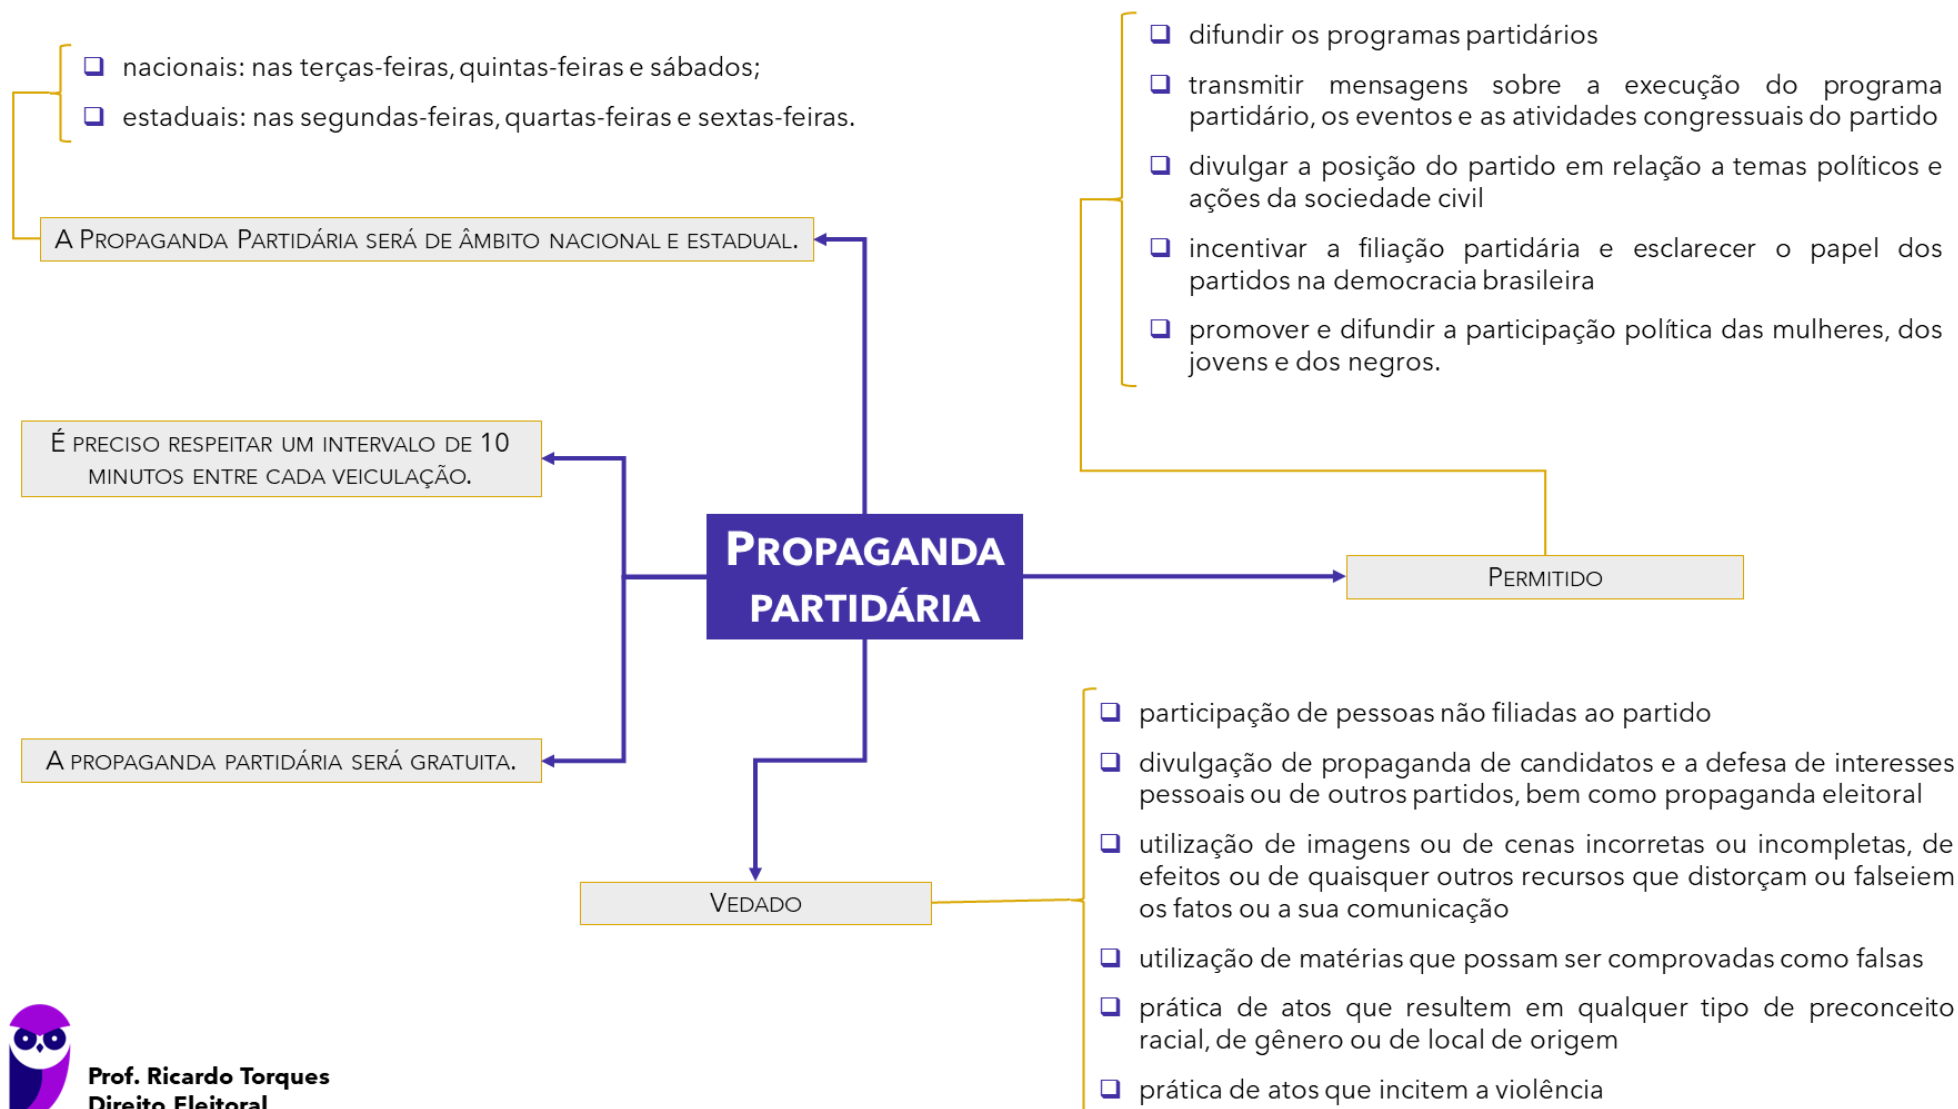 nacionais: nas terças-feiras, quintas-feiras e sábados;
estaduais: nas segundas-feiras, quartas-feiras e sextas-feiras.
A Propaganda Partidária será de âmbito nacional e estadual.
É preciso respeitar um intervalo de 10
minutos entre cada veiculação.
A propaganda partidária será gratuita.
Propaganda
partidária
difundir os programas partidários
transmitir mensagens sobre a execução do programa
partidário, os eventos e as atividades congressuais do partido
divulgar a posição do partido em relação a temas políticos e
ações da sociedade civil
incentivar a filiação partidária e esclarecer o papel dos
partidos na democracia brasileira
promover e difundir a participação política das mulheres, dos
jovens e dos negros.
Permitido
Vedado
participação de pessoas não filiadas ao partido
divulgação de propaganda de candidatos e a defesa de interesses
pessoais ou de outros partidos, bem como propaganda eleitoral
utilização de imagens ou de cenas incorretas ou incompletas, de
efeitos ou de quaisquer outros recursos que distorçam ou falseiem
os fatos ou a sua comunicação
utilização de matérias que possam ser comprovadas como falsas
prática de atos que resultem em qualquer tipo de preconceito
racial, de gênero ou de local de origem
prática de atos que incitem a violência
Prof. Ricardo Torques
Direito Eleitoral